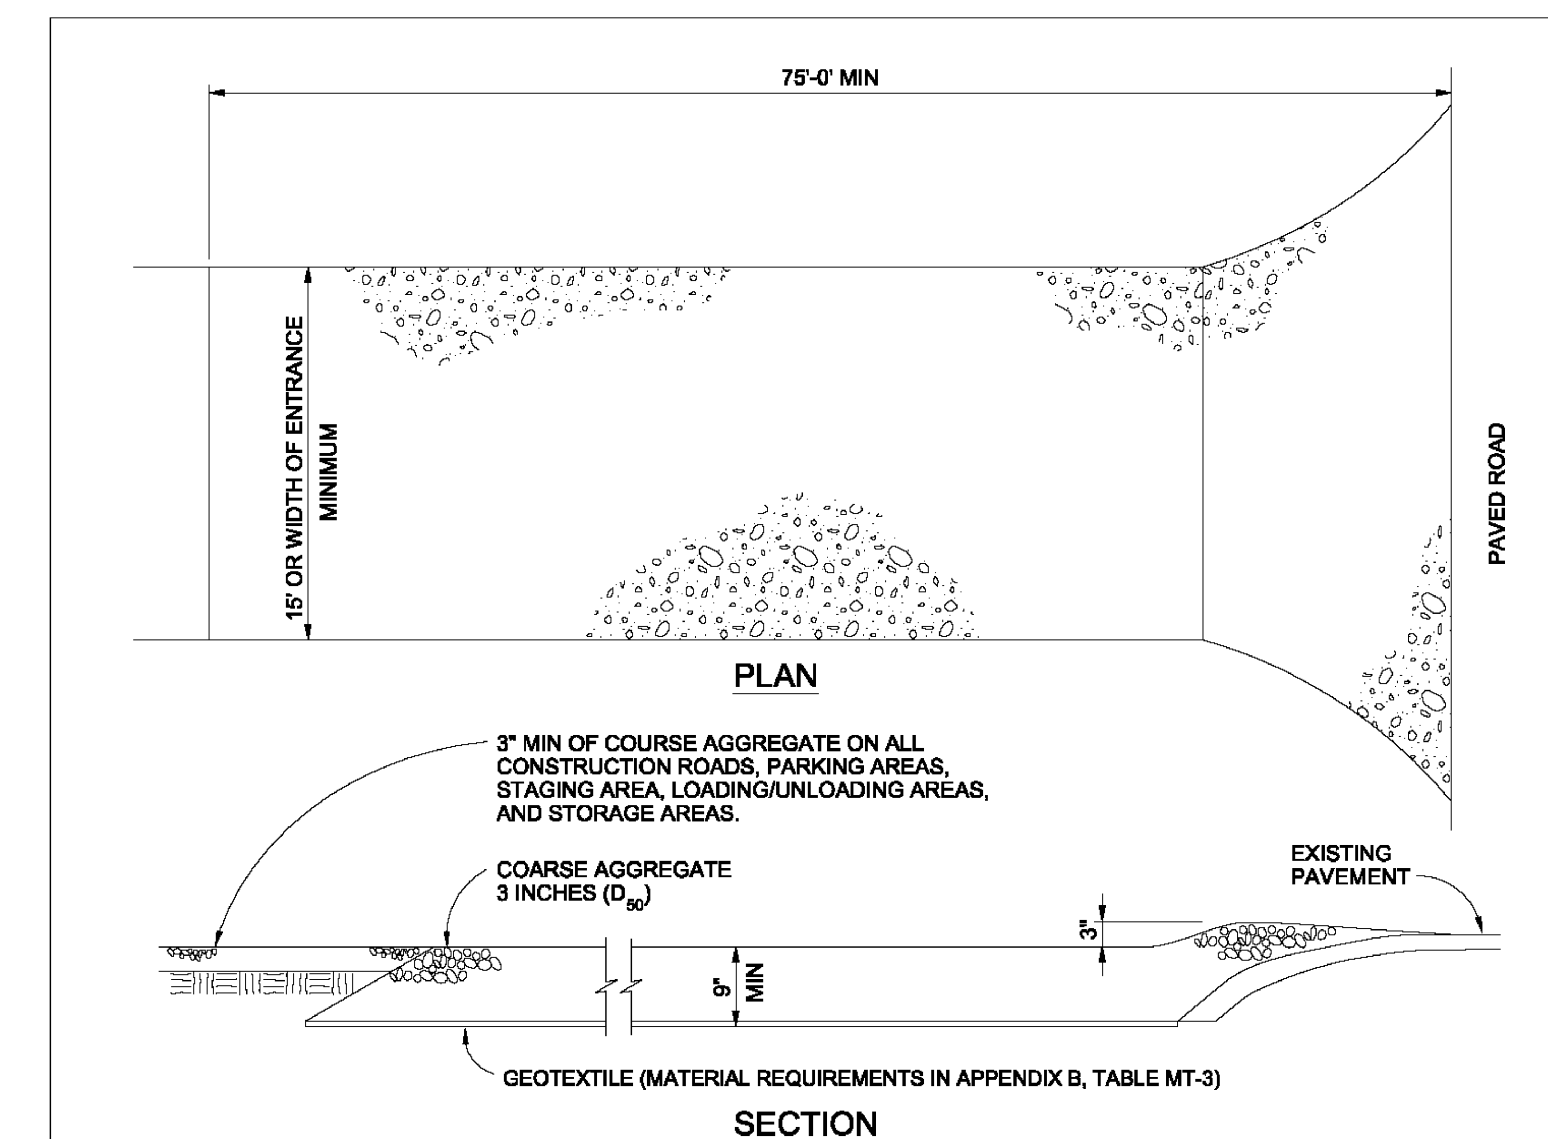 75'-0' MIN
15' OR WIDTH OF ENTRANCE
MINIMUM
PAVED ROAD
PLAN
3" MIN OF COURSE AGGREGATE ON ALL
CONSTRUCTION ROADS, PARKING AREAS,
STAGING AREA, LOADING/UNLOADING AREAS,
AND STORAGE AREAS.
COARSE AGGREGATE
3 INCHES (D50)
EXISTING
PAVEMENT
3"
9"
MIN
GEOTEXTILE (MATERIAL REQUIREMENTS IN APPENDIX B, TABLE MT-3)
SECTION